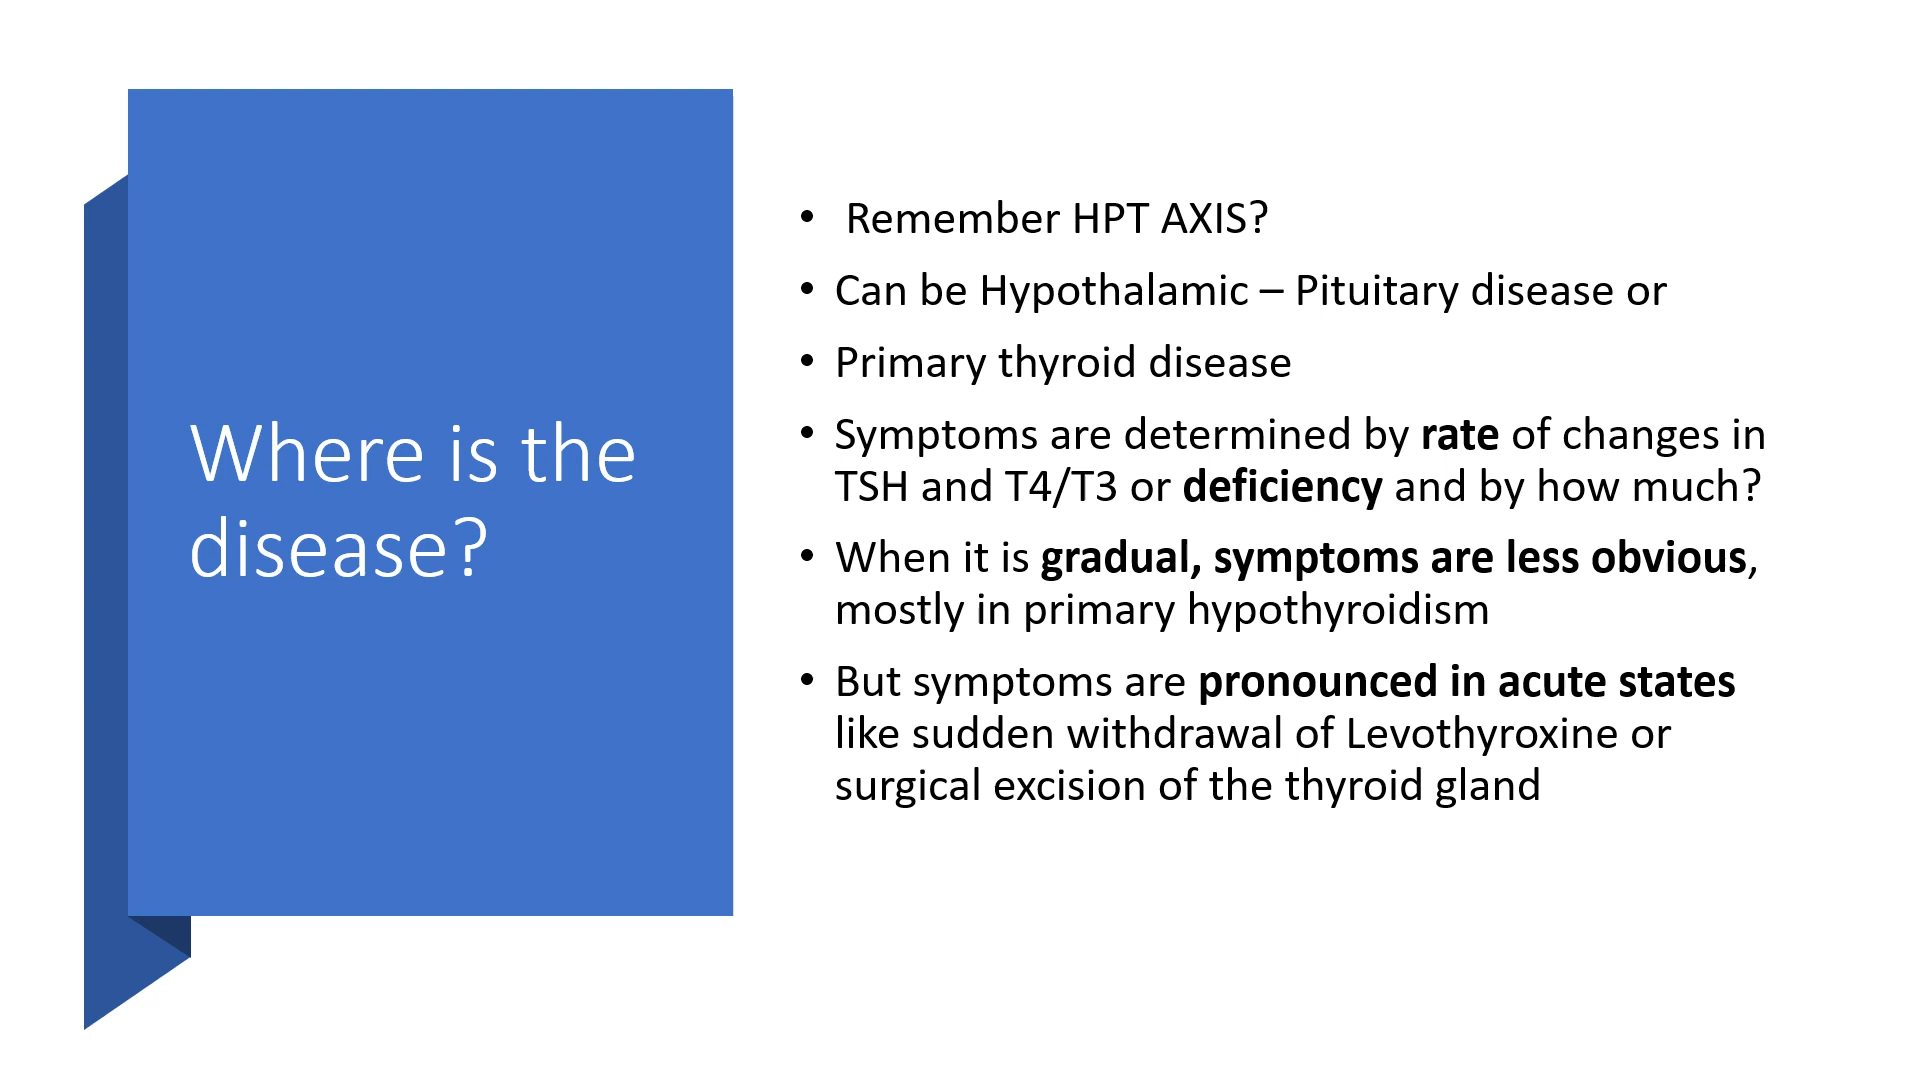 Where is the
disease?
• Remember HPT AXIS?
• Can be Hypothalamic – Pituitary disease or
• Primary thyroid disease
• Symptoms are determined by rate of changes in
TSH and T4/T3 or deficiency and by how much?
• When it is gradual, symptoms are less obvious,
mostly in primary hypothyroidism
• But symptoms are pronounced in acute states
like sudden withdrawal of Levothyroxine or
surgical excision of the thyroid gland